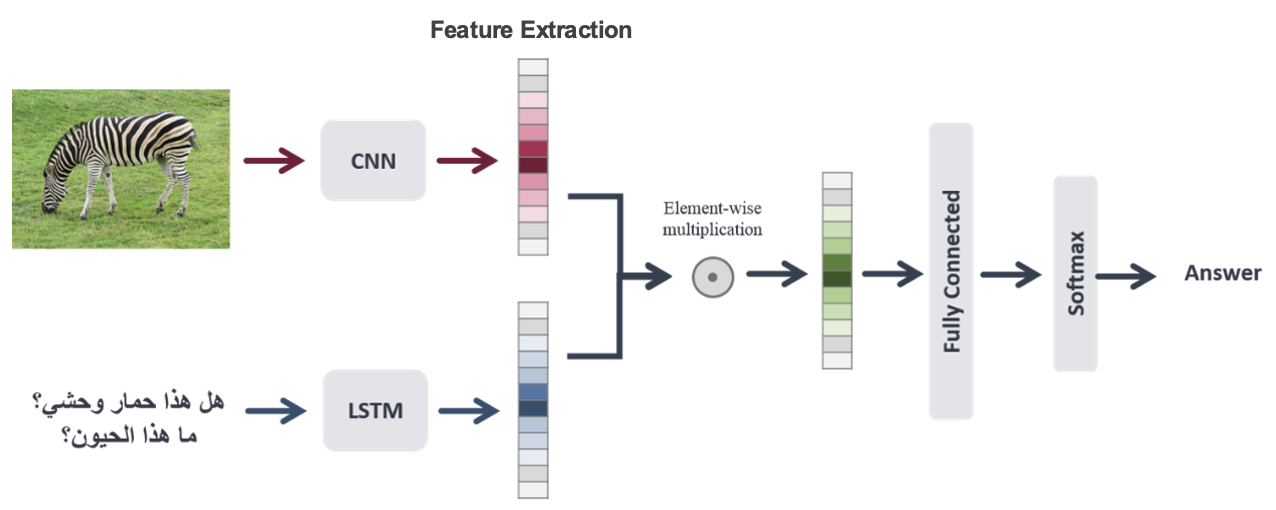 Feature Extraction
CNN
Element-wise
multiplication
Fully Connected
Softmax
Answer
هل هذا حمار وحشي؟
ما هذا الحيون؟
LSTM